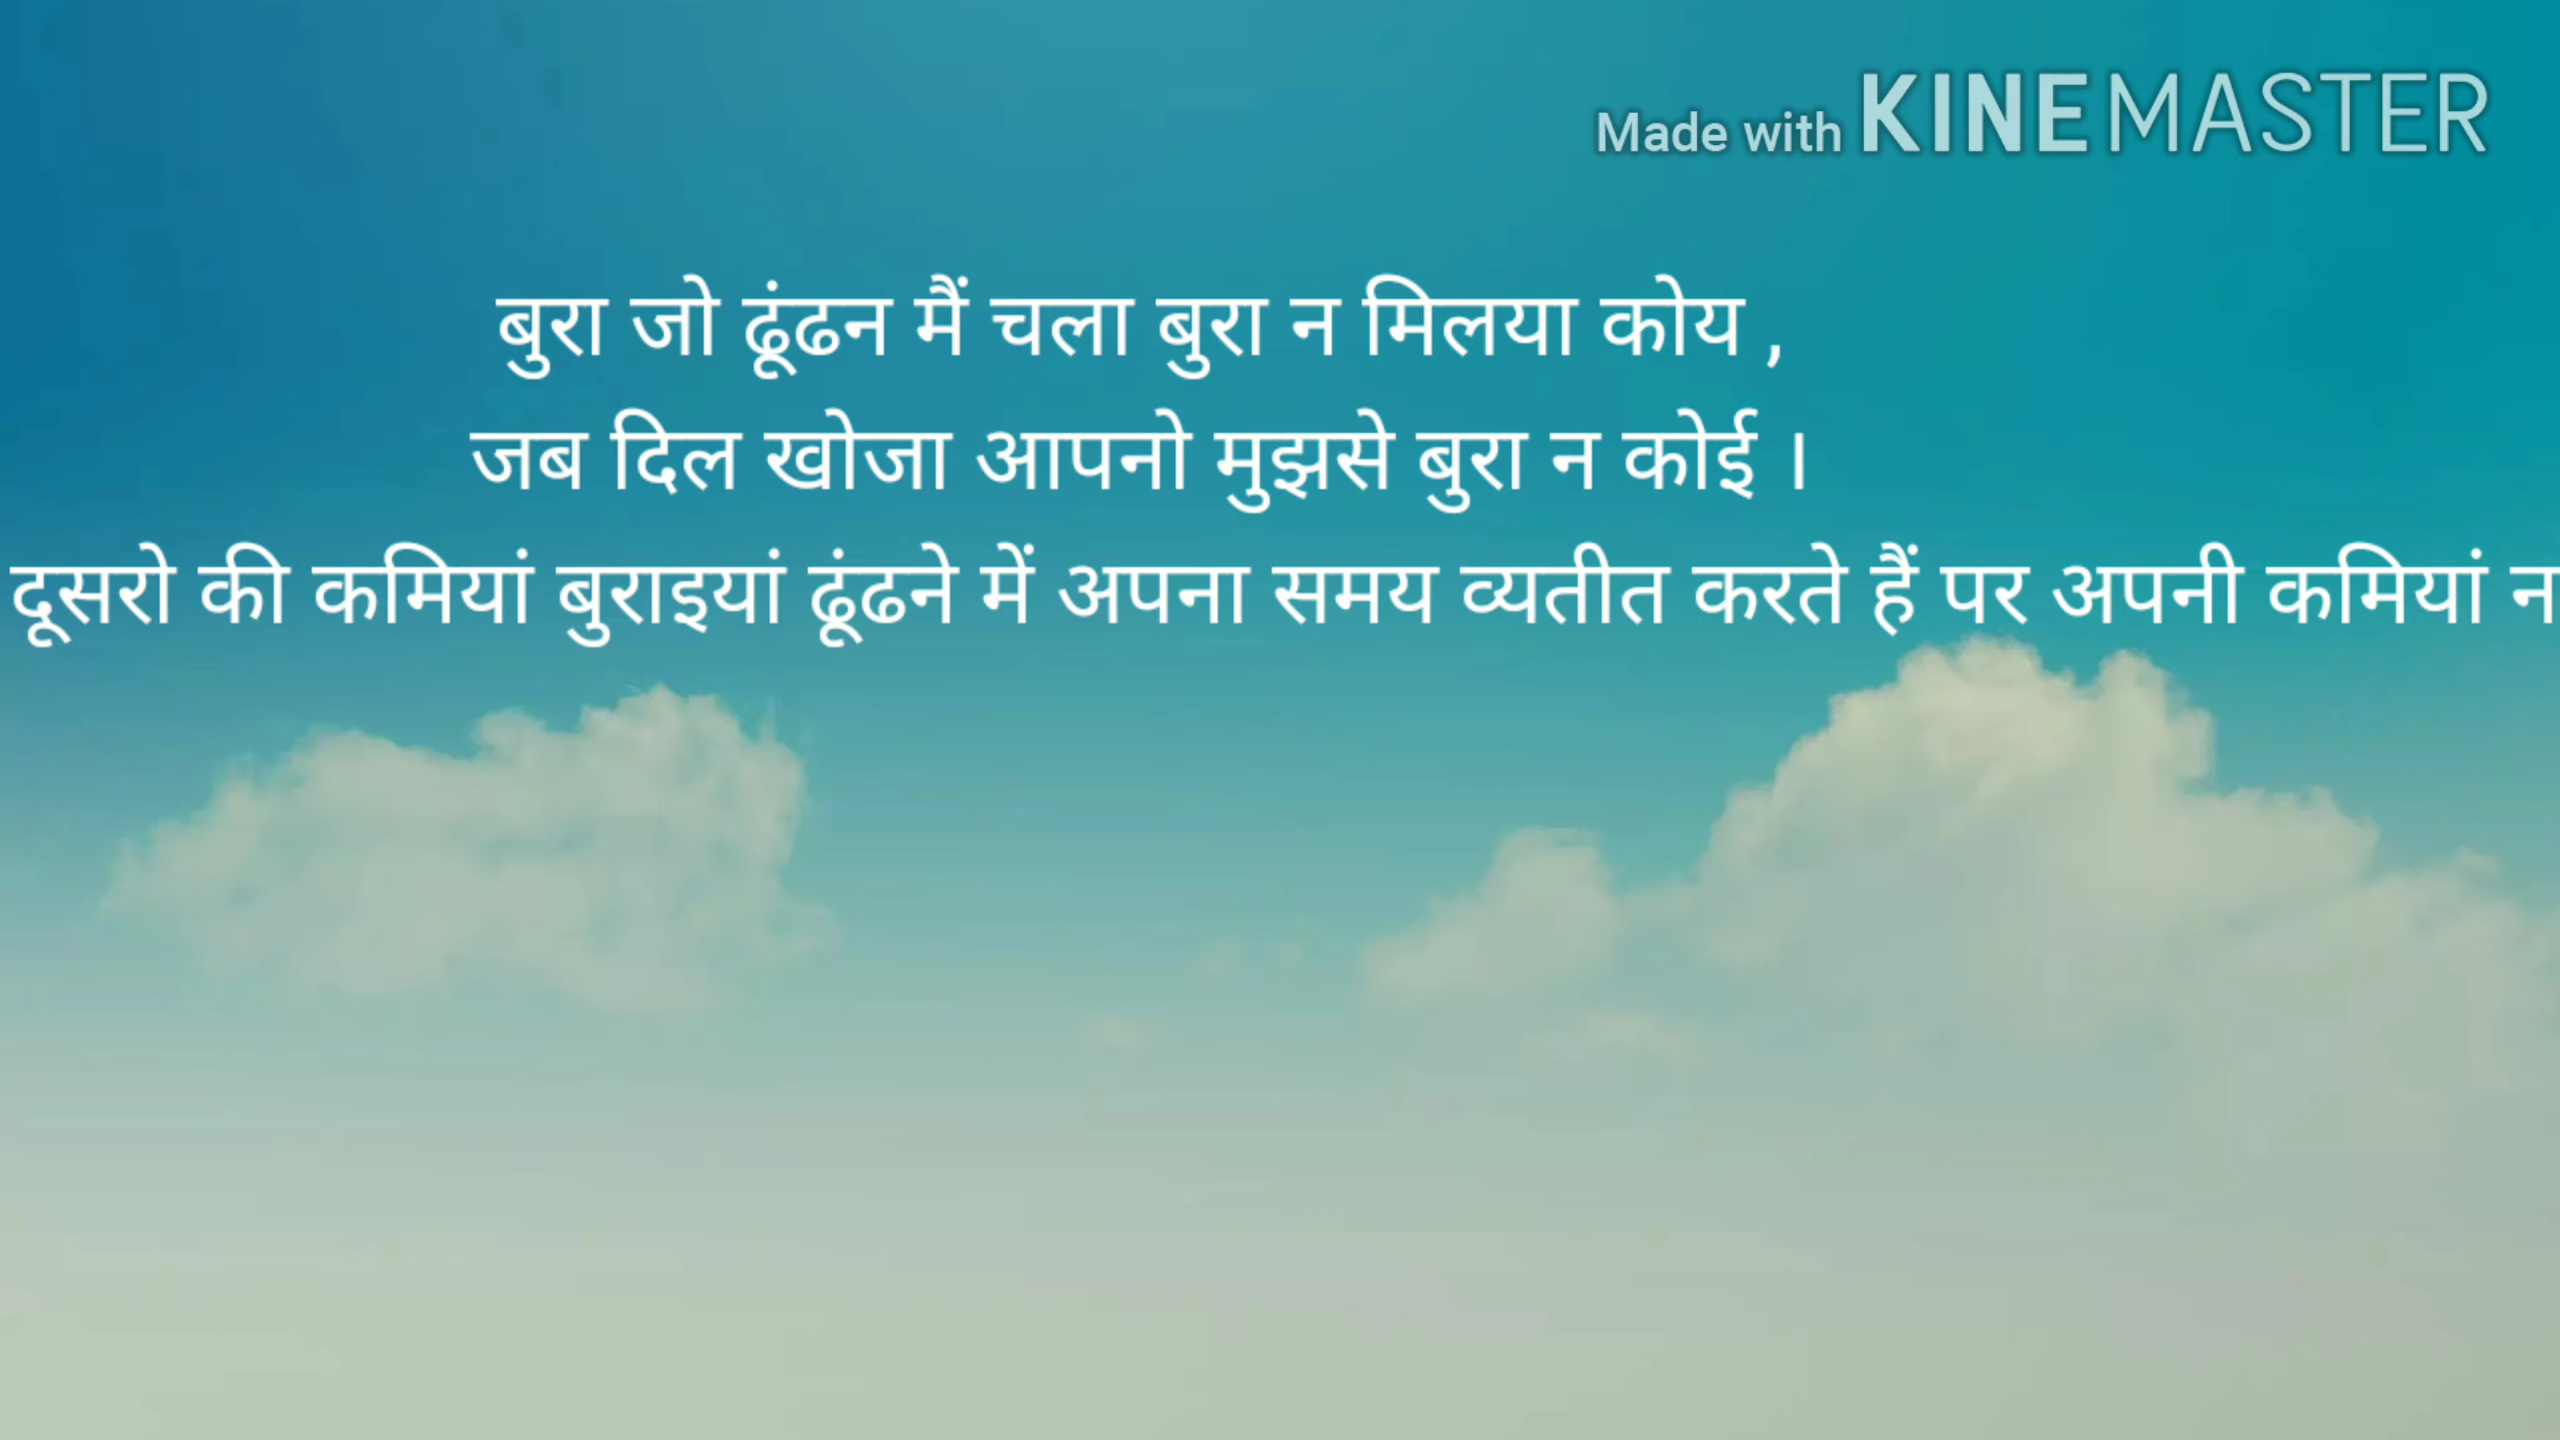 Made with KINEMASTER
बुरा जो ढूंढन मैं चला बुरा न मिलया कोय ,
जब दिल खोजा आपनो मुझसे बुरा न कोई ।
दूसरो की कमियां बुराइयां ढूंढने में अपना समय व्यतीत करते हैं पर अपनी कमियां न